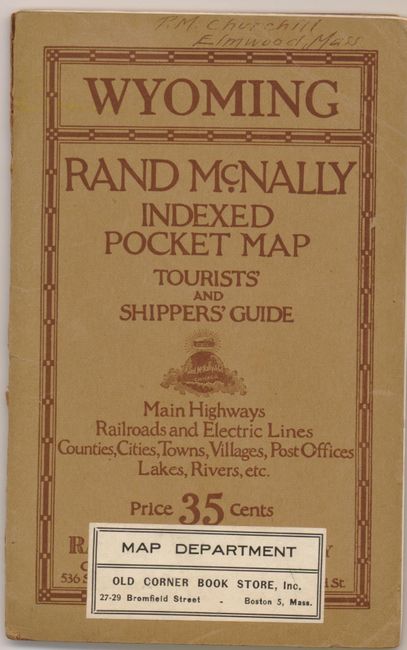 P.M. Churchill
Elmwood, Mass
WYOMING
RAND McNALLY
INDEXED
POCKET MAP
TOURISTS'
AND
SHIPPERS' GUIDE
Main Highways
Railroads and Electric Lines
Counties, Cities, Towns, Villages, Post Offices
Lakes, Rivers, etc.
Price 35 Cents
MAP DEPARTMENT
OLD CORNER BOOK STORE, Inc.
27-29 Bromfield Street - Boston 5, Mass.
536 S
St.